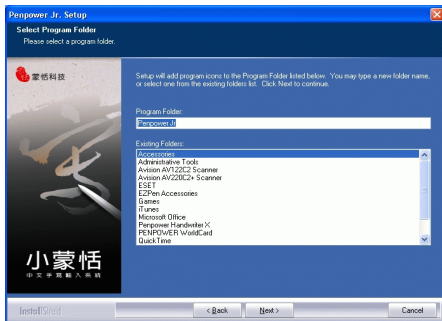 Penpower Jr. Setup
Select Program Folder
Please select a program folder.
蒙恬科技
Setup will add program icons to the Program Folder listed below. You may type a new folder name,
or select one from the existing folders list. Click Next to continue.
Program Folder:
Penpower Jr
Existing Folders:
Accessories
Administrative Tools
Avision AV122C2 Scanner
Avision AV220C2+ Scanner
ESET
EZPen Accessories
Games
iTunes
Microsoft Office
Penpower Handwriter X
PENPOWER WorldCard
QuickTime
小蒙恬
中文手寫輸入系統
InstallShield
< Back
Next >
Cancel